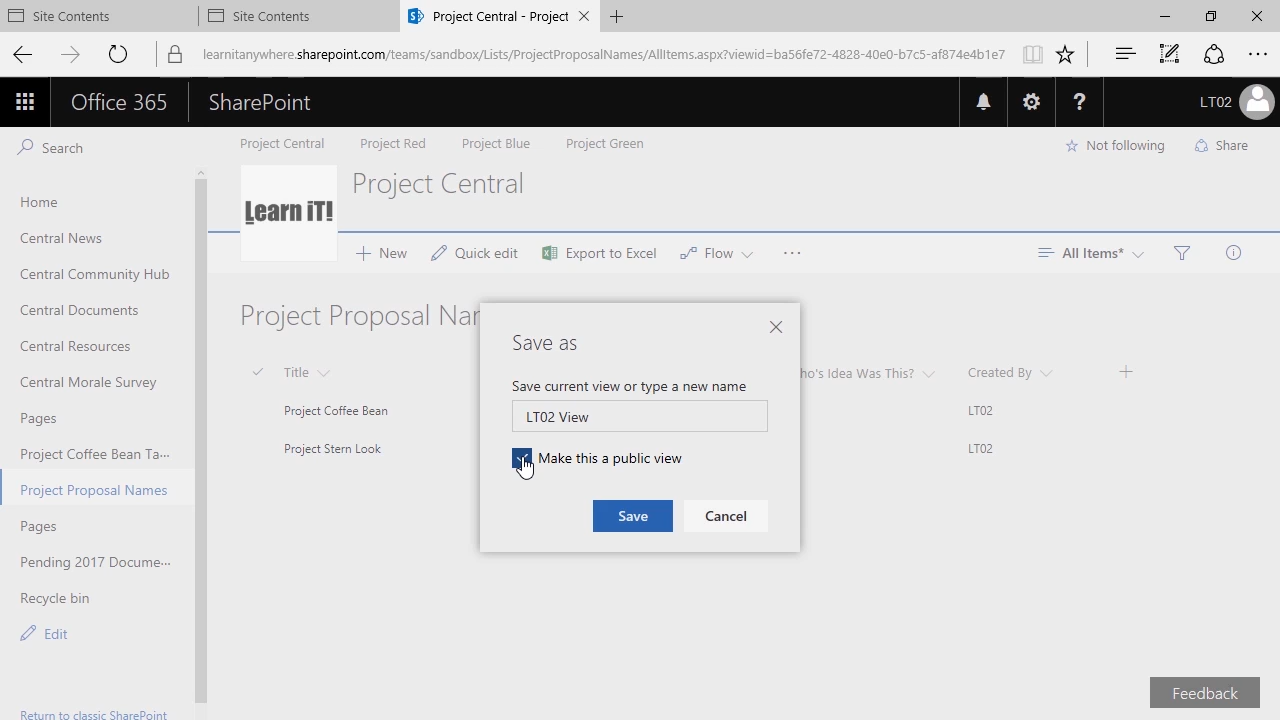 Site Contents
Site Contents
Project Central - Project
learnitanywhere.sharepoint.com/teams/sandbox/Lists/ProjectProposalNames/AllItems.aspx?viewid=ba56fe72-4828-40e0-b7c5-af874e4b1e7
Office 365
SharePoint
?
LT02
Search
Project Central
Project Red
Project Blue
Project Green
Not following
Share
Learn iT!
Project Central
Home
Central News
Central Community Hub
Central Documents
Central Resources
Central Morale Survey
Pages
Project Coffee Bean Ta...
Project Proposal Names
Pages
Pending 2017 Docume...
Recycle bin
Edit
Return to classic SharePoint
New
Quick edit
Export to Excel
Flow
...
All Items*
Project Proposal Nar
Title
ho's Idea Was This?
Created By
Project Coffee Bean
LT02
Project Stern Look
LT02
Save as
Save current view or type a new name
LT02 View
Make this a public view
Save
Cancel
Feedback